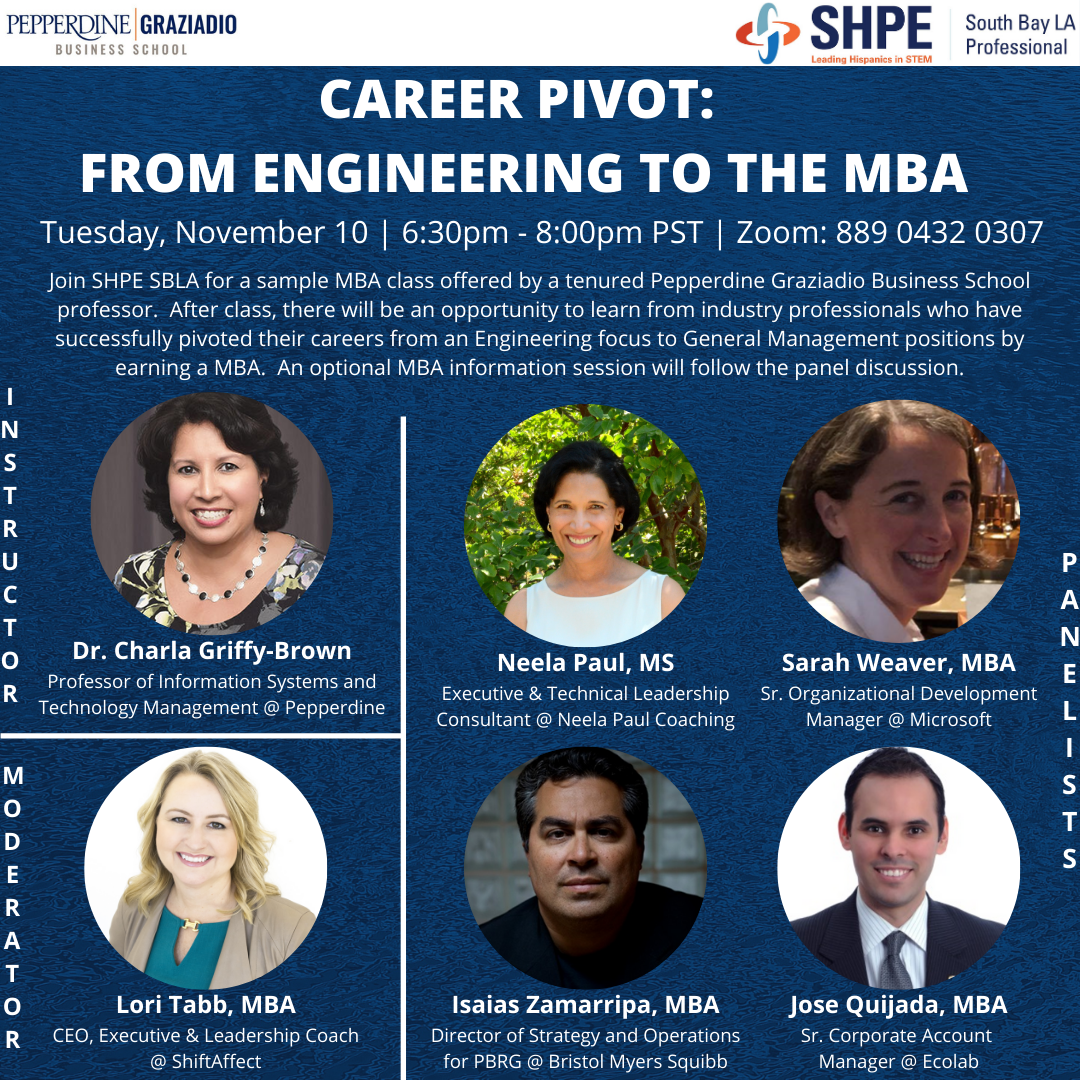 PEPPERDINE GRAZIADIO
BUSINESS SCHOOL
SHPE
Leading Hispanics in STEM
South Bay LA
Professional
CAREER PIVOT:
FROM ENGINEERING TO THE MBA
Tuesday, November 10 | 6:30pm - 8:00pm PST | Zoom: 889 0432 0307
Join SHPE SBLA for a sample MBA class offered by a tenured Pepperdine Graziadio Business School
professor.  After class, there will be an opportunity to learn from industry professionals who have
successfully pivoted their careers from an Engineering focus to General Management positions by
earning a MBA.  An optional MBA information session will follow the panel discussion.
INSTRUCTOR
Dr. Charla Griffy-Brown
Professor of Information Systems and
Technology Management @ Pepperdine
MODERATOR
Lori Tabb, MBA
CEO, Executive & Leadership Coach
@ ShiftAffect
PANELISTS
Neela Paul, MS
Executive & Technical Leadership
Consultant @ Neela Paul Coaching
Sarah Weaver, MBA
Sr. Organizational Development
Manager @ Microsoft
Isaias Zamarripa, MBA
Director of Strategy and Operations
for PBRG @ Bristol Myers Squibb
Jose Quijada, MBA
Sr. Corporate Account
Manager @ Ecolab